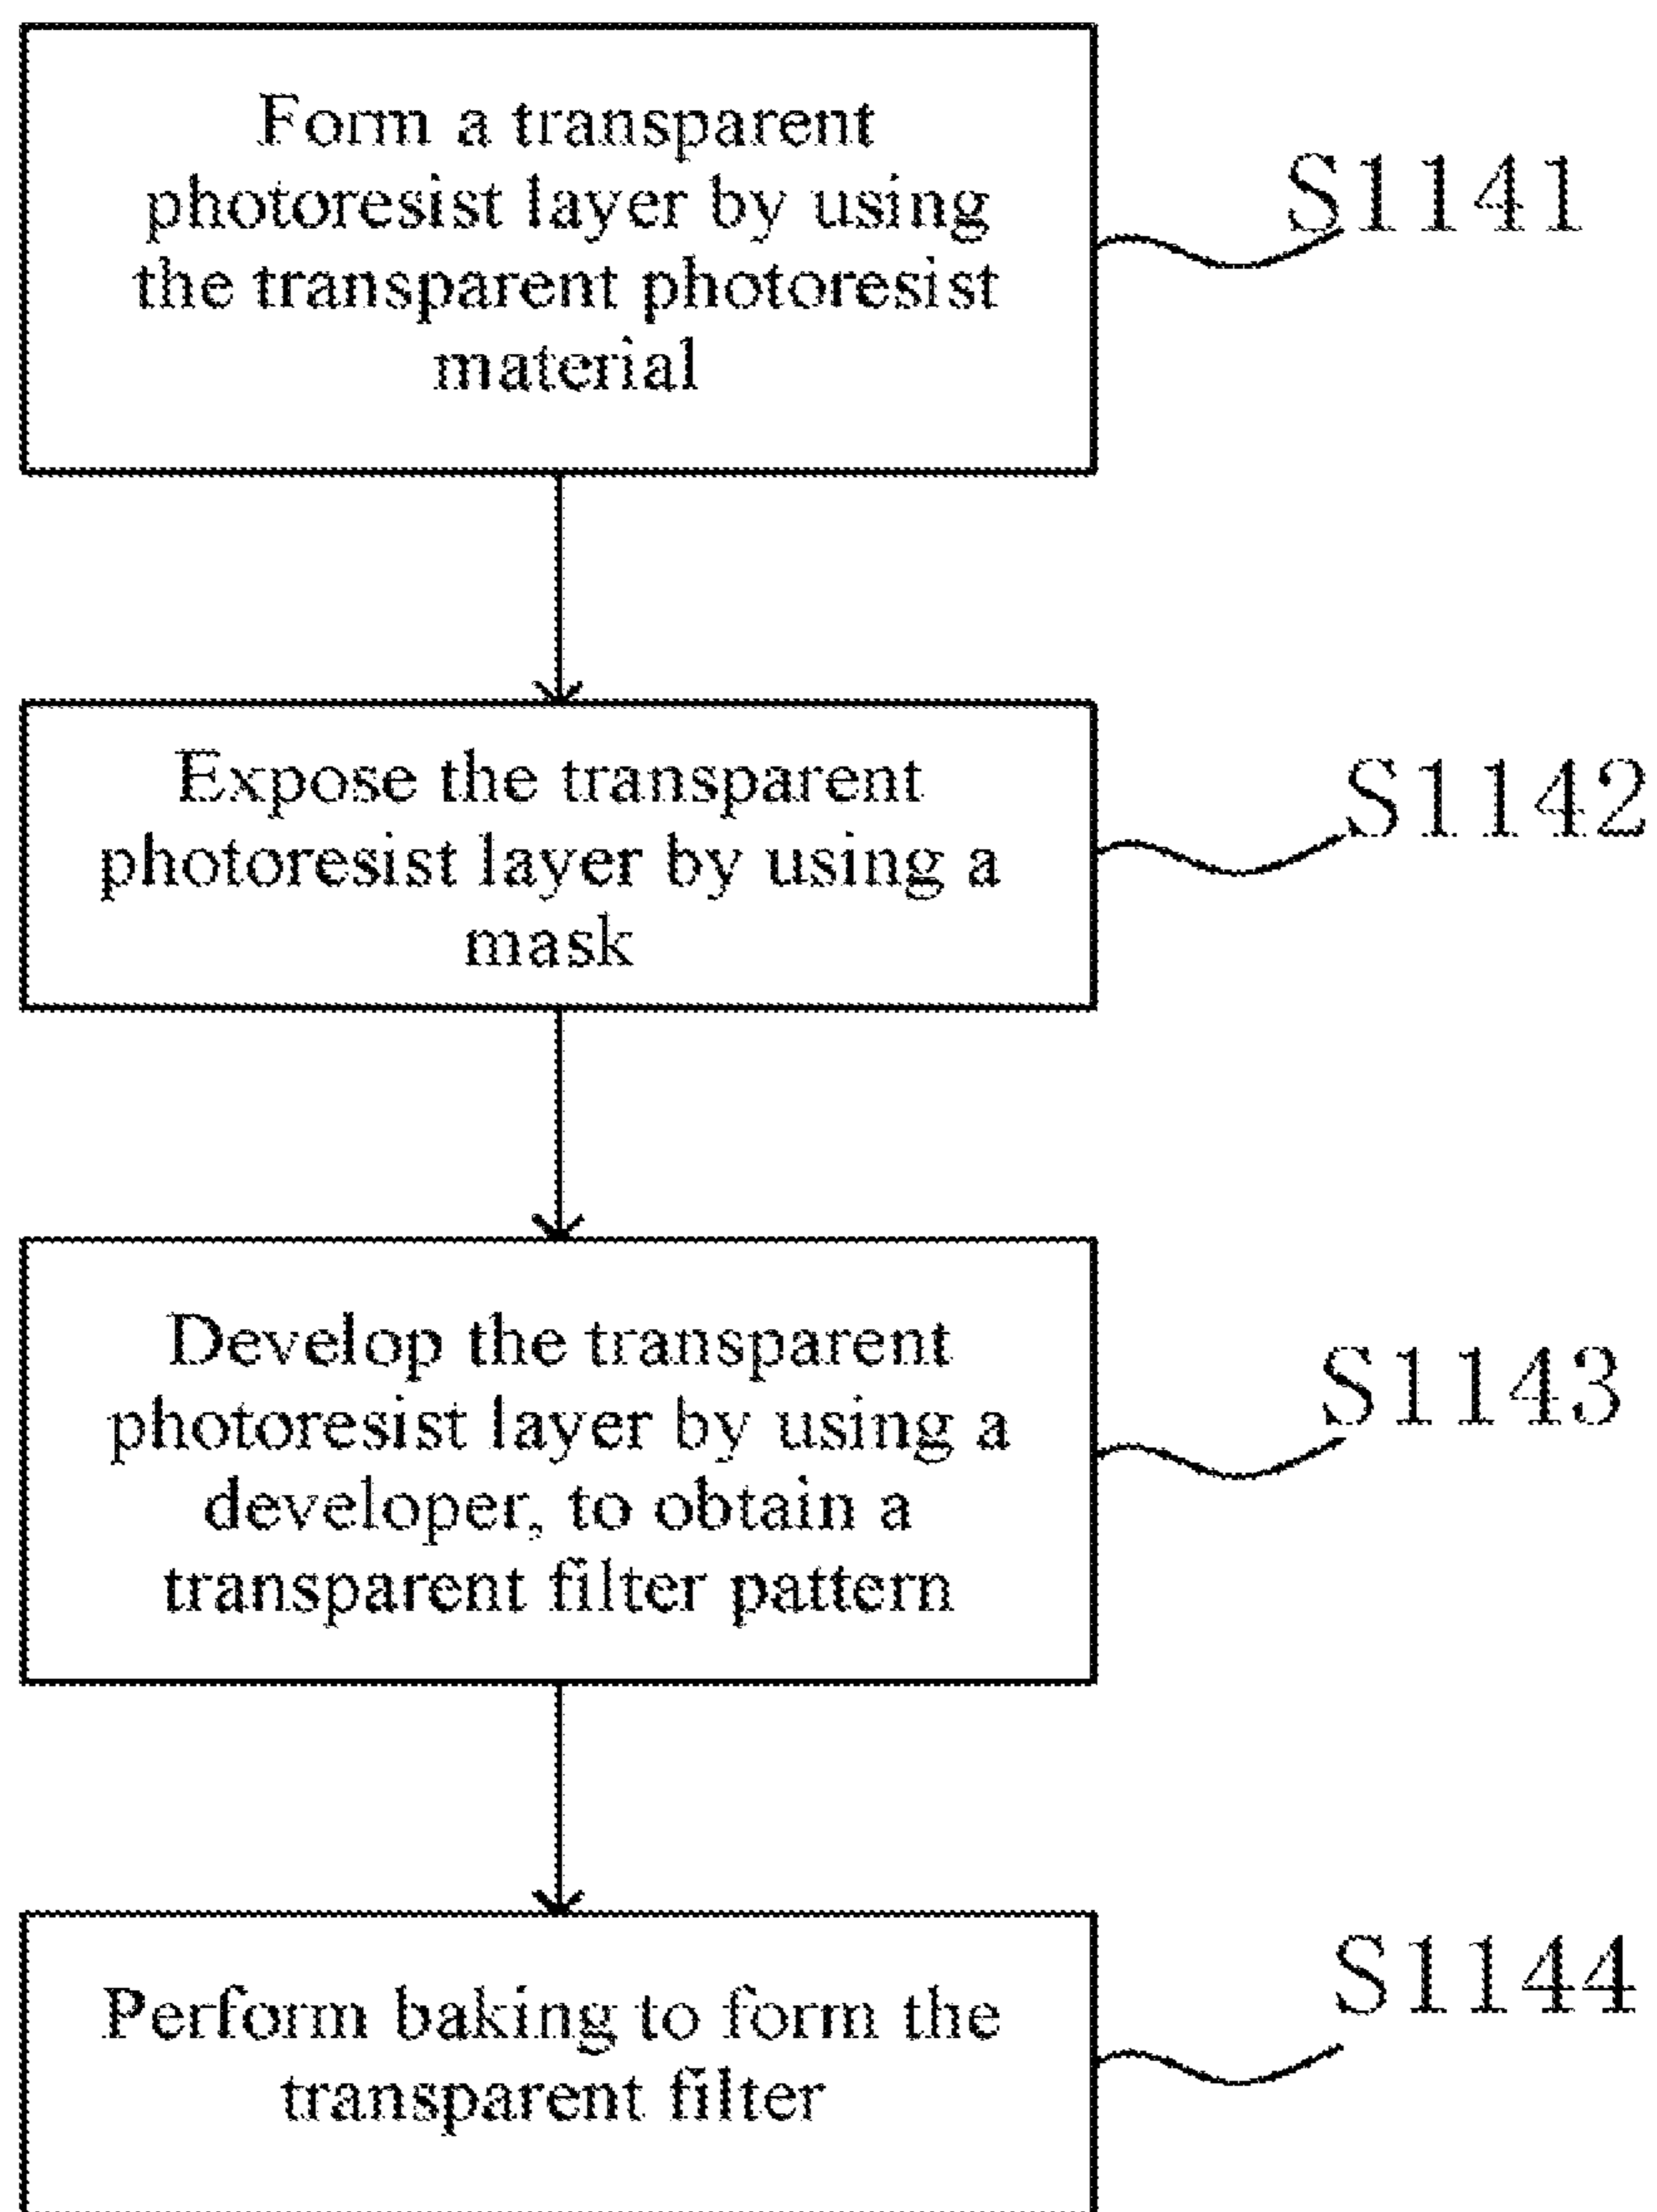 Form a transparent
photoresist layer by using
the transparent photoresist
material
S1141
Expose the transparent
photoresist layer by using a
mask
S1142
Develop the transparent
photoresist layer by using a
developer, to obtain a
transparent filter pattern
S1143
Perform baking to form the
transparent filter
S1144